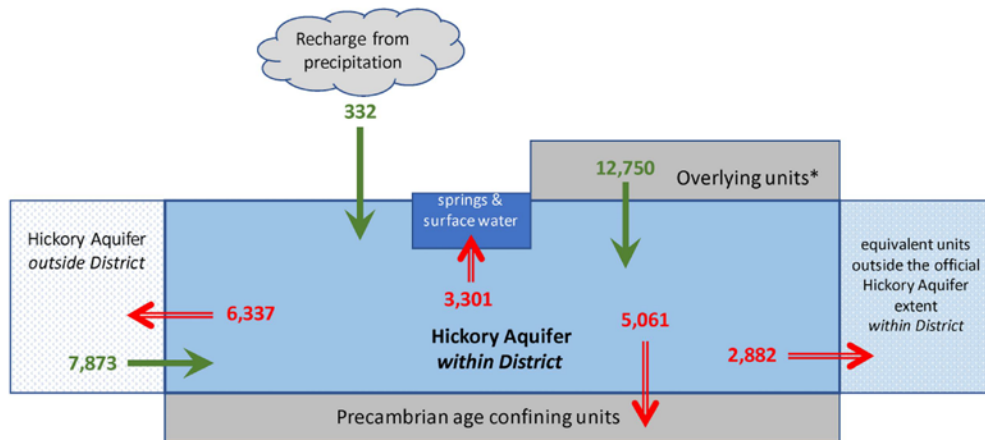 Recharge from
precipitation
332
12,750
Overlying units*
springs &
surface water
Hickory Aquifer
outside District
equivalent units
outside the official
Hickory Aquifer
extent
within District
6,337
3,301
5,061
Hickory Aquifer
within District
7,873
2,882
Precambrian age confining units